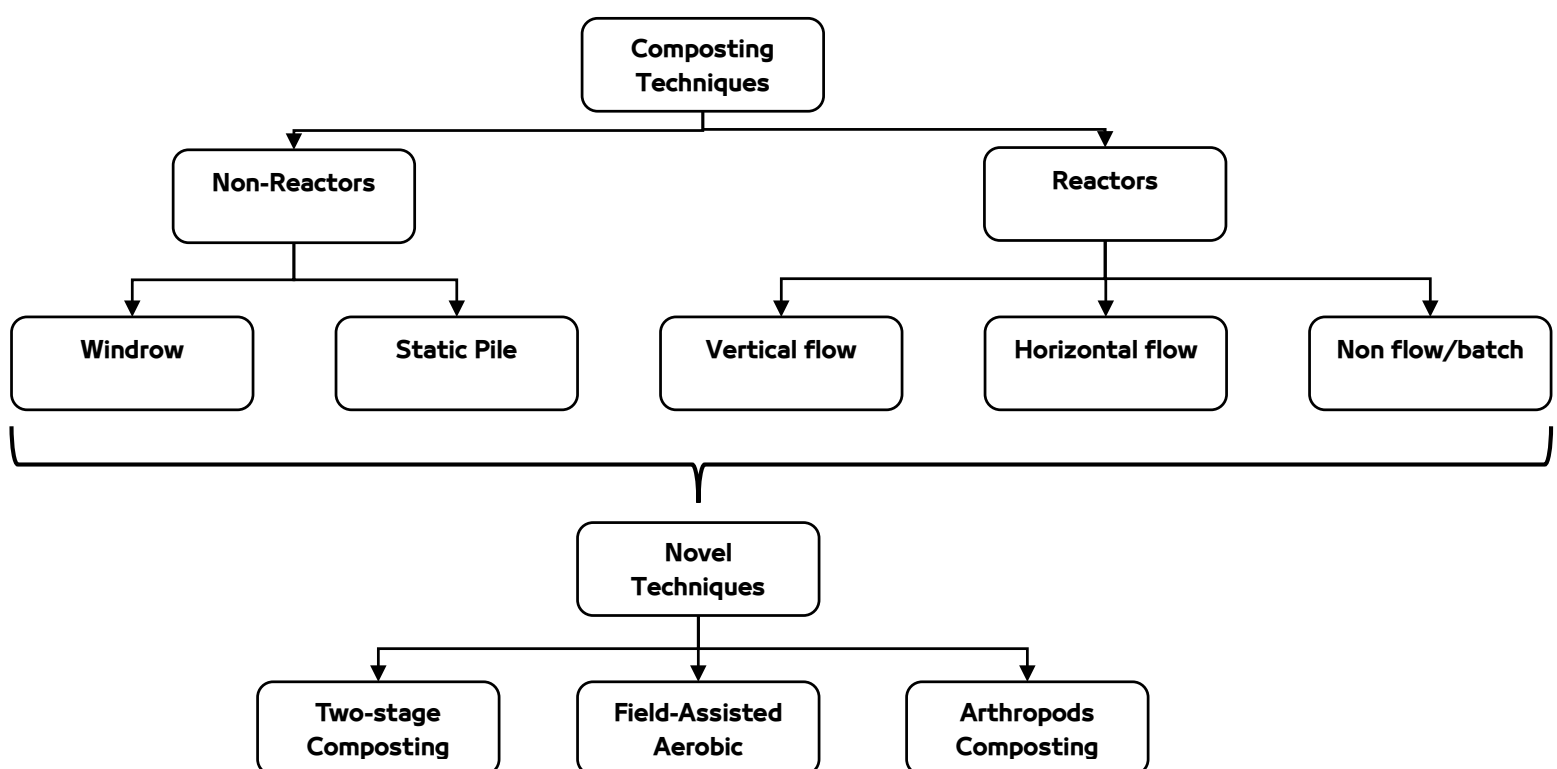 Composting
Techniques
Non-Reactors
Reactors
Windrow
Static Pile
Vertical flow
Horizontal flow
Non flow/batch
Novel
Techniques
Two-stage
Composting
Field-Assisted
Aerobic
Arthropods
Composting